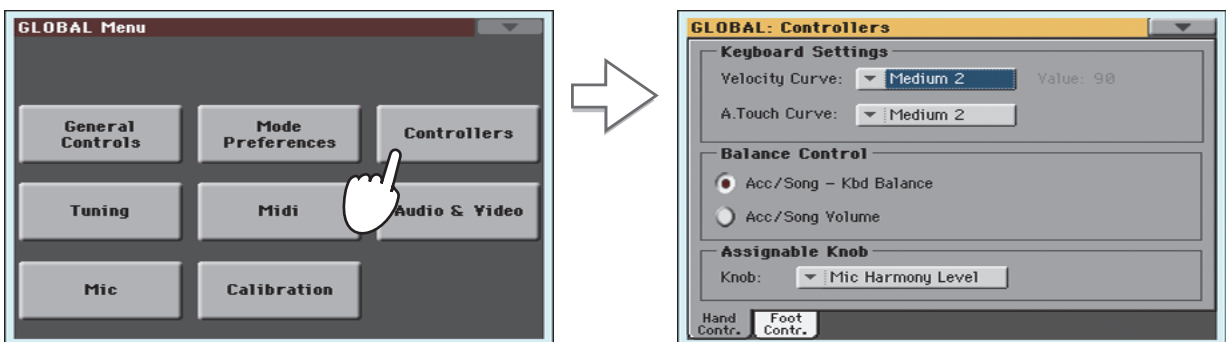 GLOBAL Menu
General
Controls
Mode
Preferences
Controllers
Tuning
Midi
Audio & Video
Mic
Calibration
GLOBAL: Controllers
Keyboard Settings
Velocity Curve: Medium 2 Value: 90
A.Touch Curve: Medium 2
Balance Control
Acc/Song - Kbd Balance
Acc/Song Volume
Assignable Knob
Knob: Mic Harmony Level
Hand
Contr.
Foot
Contr.